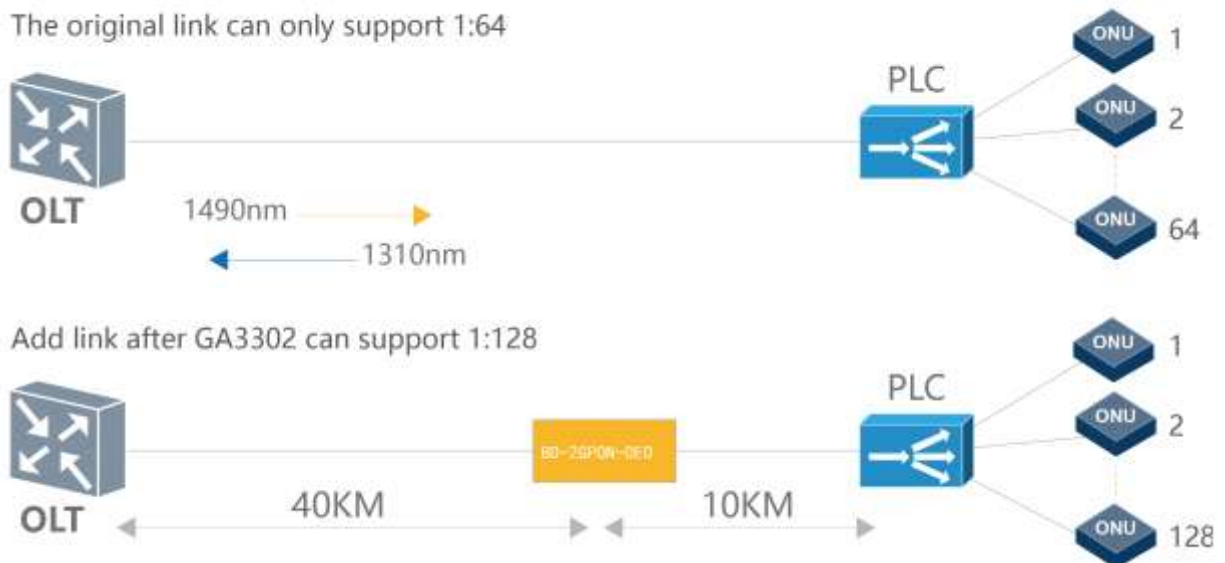 The original link can only support 1:64
ONU 1
PLC
ONU 2
OLT
1490nm
ONU 64
1310nm
Add link after GA3302 can support 1:128
ONU 1
PLC
ONU 2
BD-2GPON-OEO
40KM
10KM
OLT
ONU 128